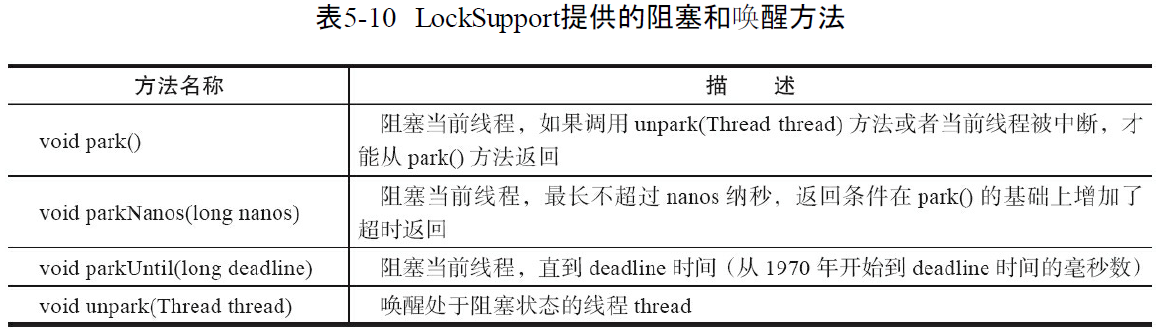 表5-10 LockSupport提供的阻塞和唤醒方法
方法名称 描 述
void park() 阻塞当前线程，如果调用 unpark(Thread thread) 方法或者当前线程被中断，才
能从 park() 方法返回
void parkNanos(long nanos) 阻塞当前线程，最长不超过 nanos 纳秒，返回条件在 park() 的基础上增加了
超时返回
void parkUntil(long deadline) 阻塞当前线程，直到 deadline 时间（从 1970 年开始到 deadline 时间的毫秒数）
void unpark(Thread thread) 唤醒处于阻塞状态的线程 thread